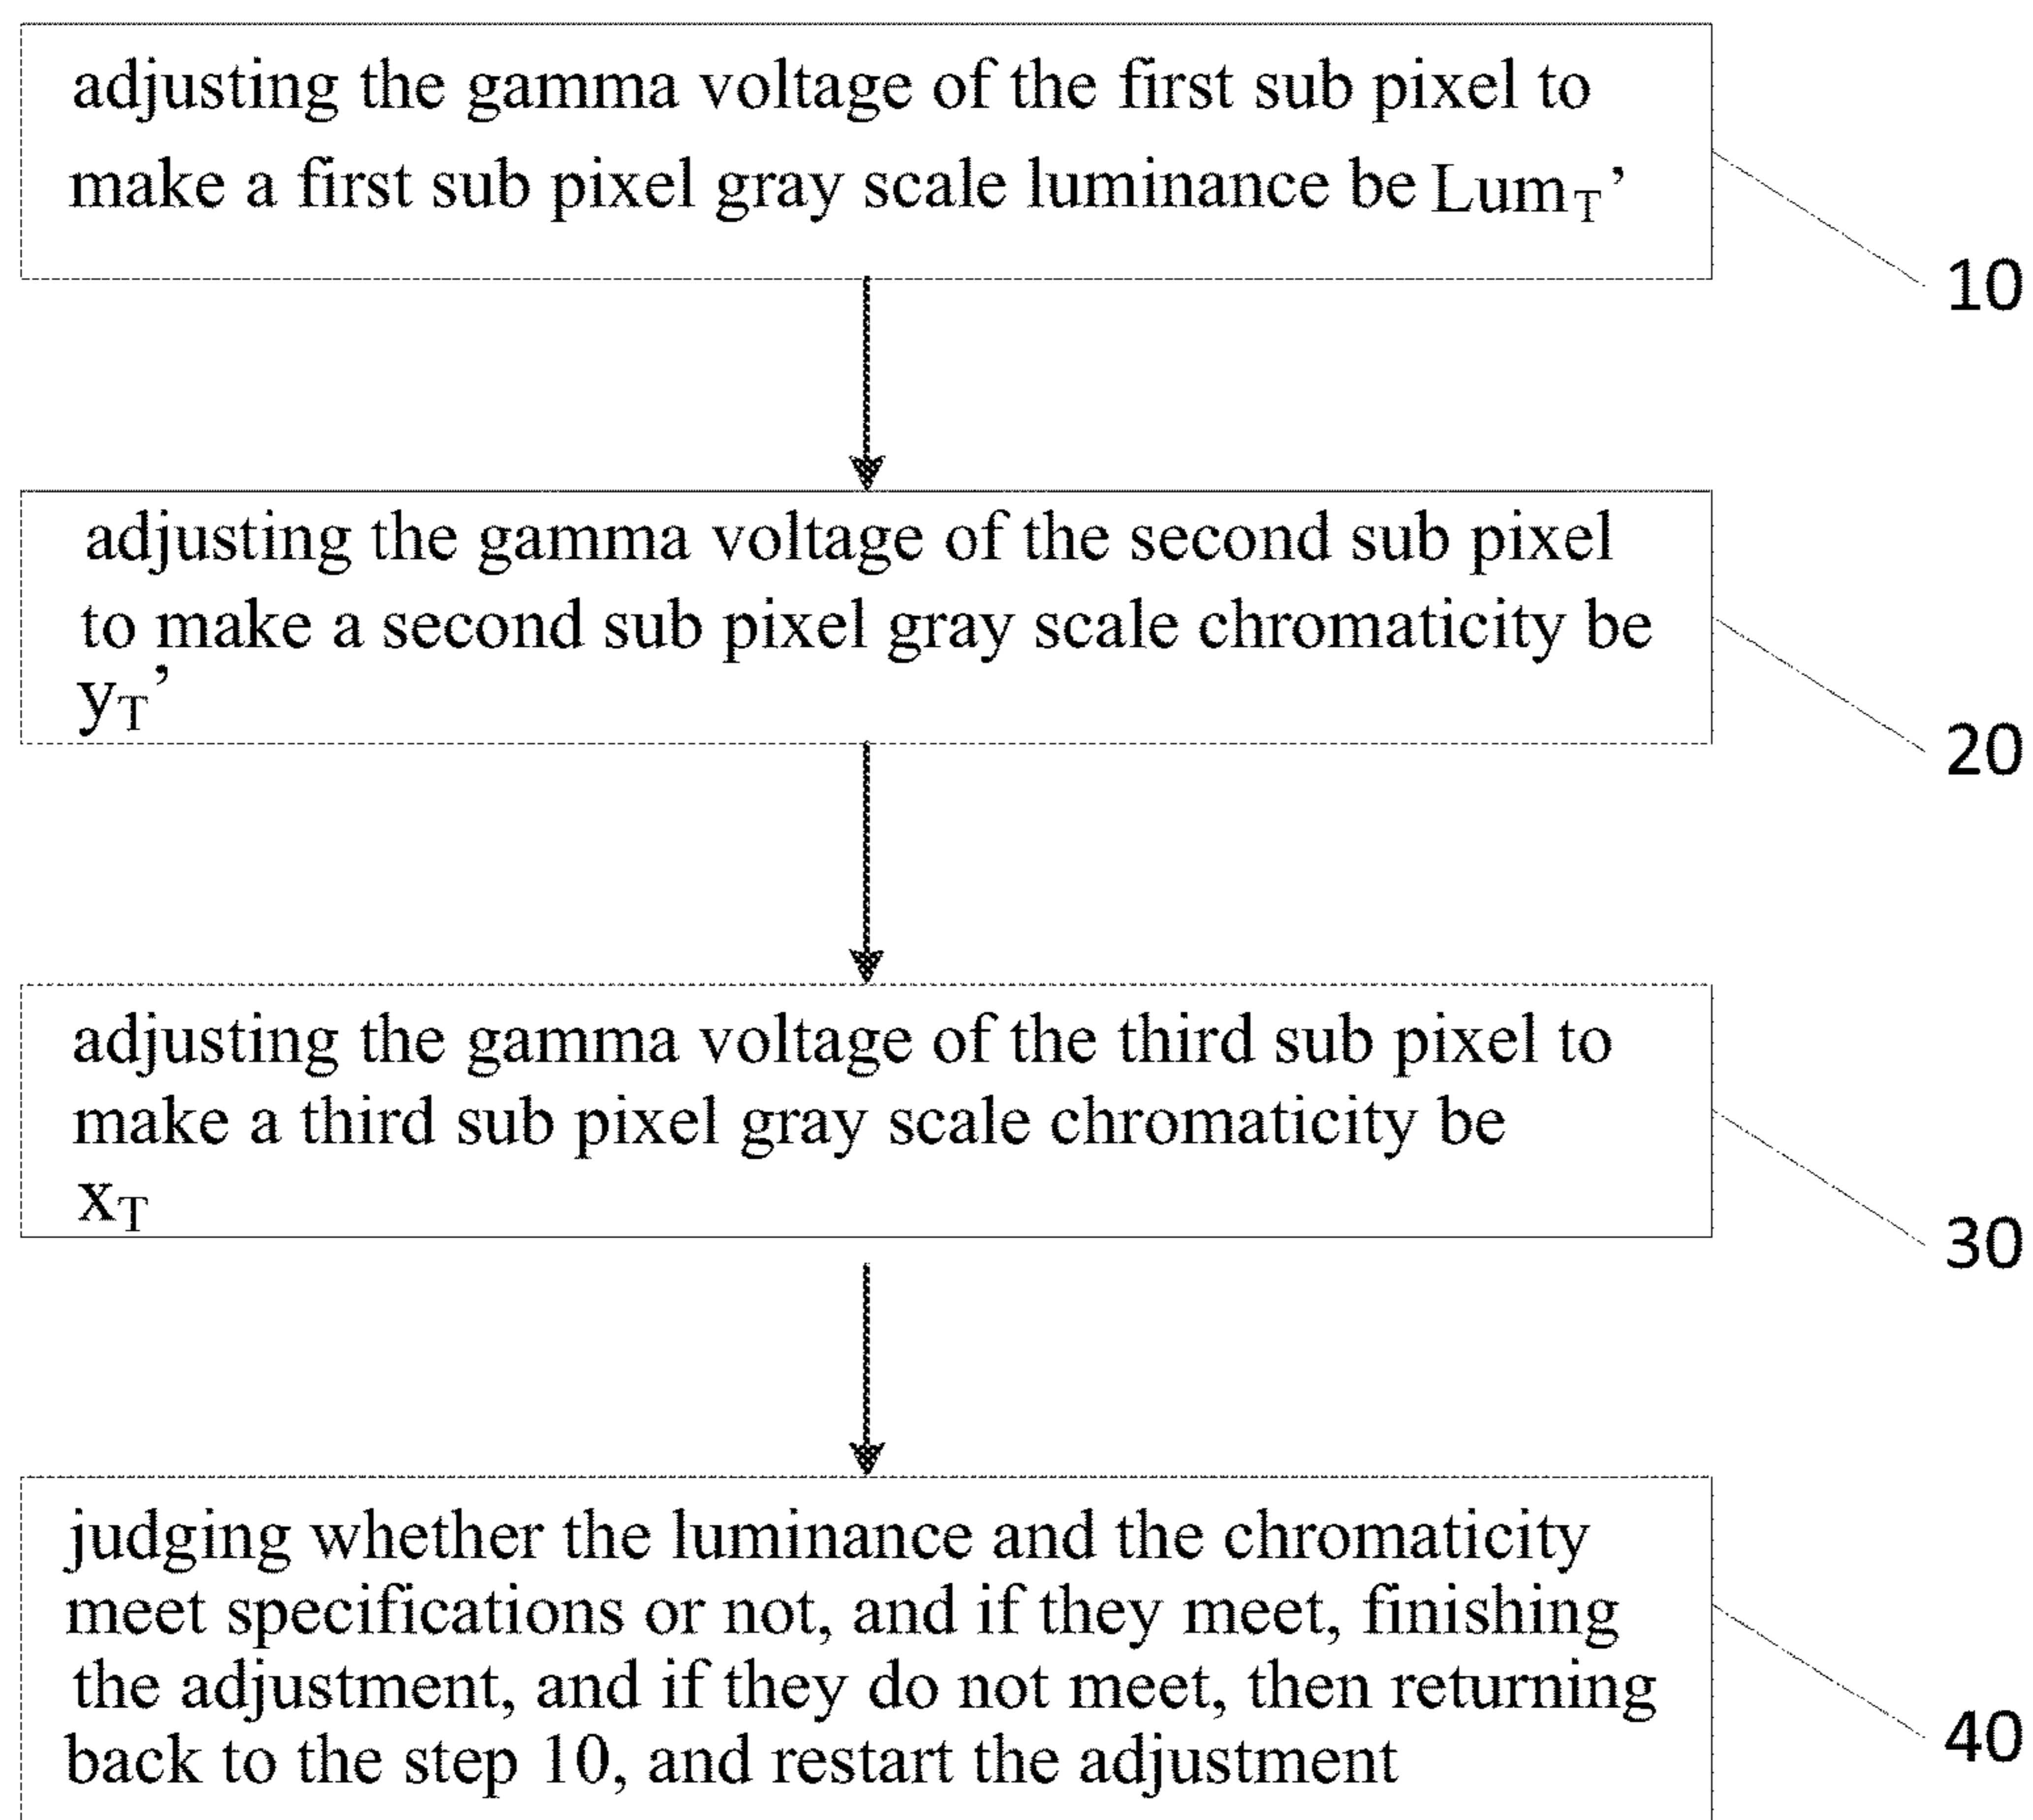 adjusting the gamma voltage of the first sub pixel to
make a first sub pixel gray scale luminance be Lum_T’
10
adjusting the gamma voltage of the second sub pixel
to make a second sub pixel gray scale chromaticity be
y_T’
20
adjusting the gamma voltage of the third sub pixel to
make a third sub pixel gray scale chromaticity be
x_T
30
judging whether the luminance and the chromaticity
meet specifications or not, and if they meet, finishing
the adjustment, and if they do not meet, then returning
back to the step 10, and restart the adjustment
40